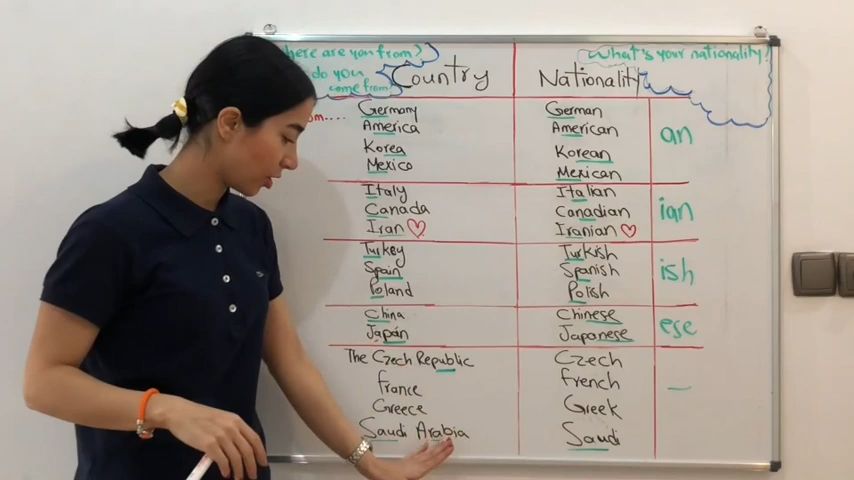 here are you from?
What's your nationality?
do you
come from
Country
Nationality
om....
Germany German
America American
an
Korea Korean
Mexico Mexican
Italy Italian
Canada Canadian
ian
Iran Iranian
Turkey Turkish
Spain Spanish
ish
Poland Polish
China Chinese
Japan Japanese
ese
The Czech Republic Czech
France french
Greece Greek
Saudi Arabia Saudi